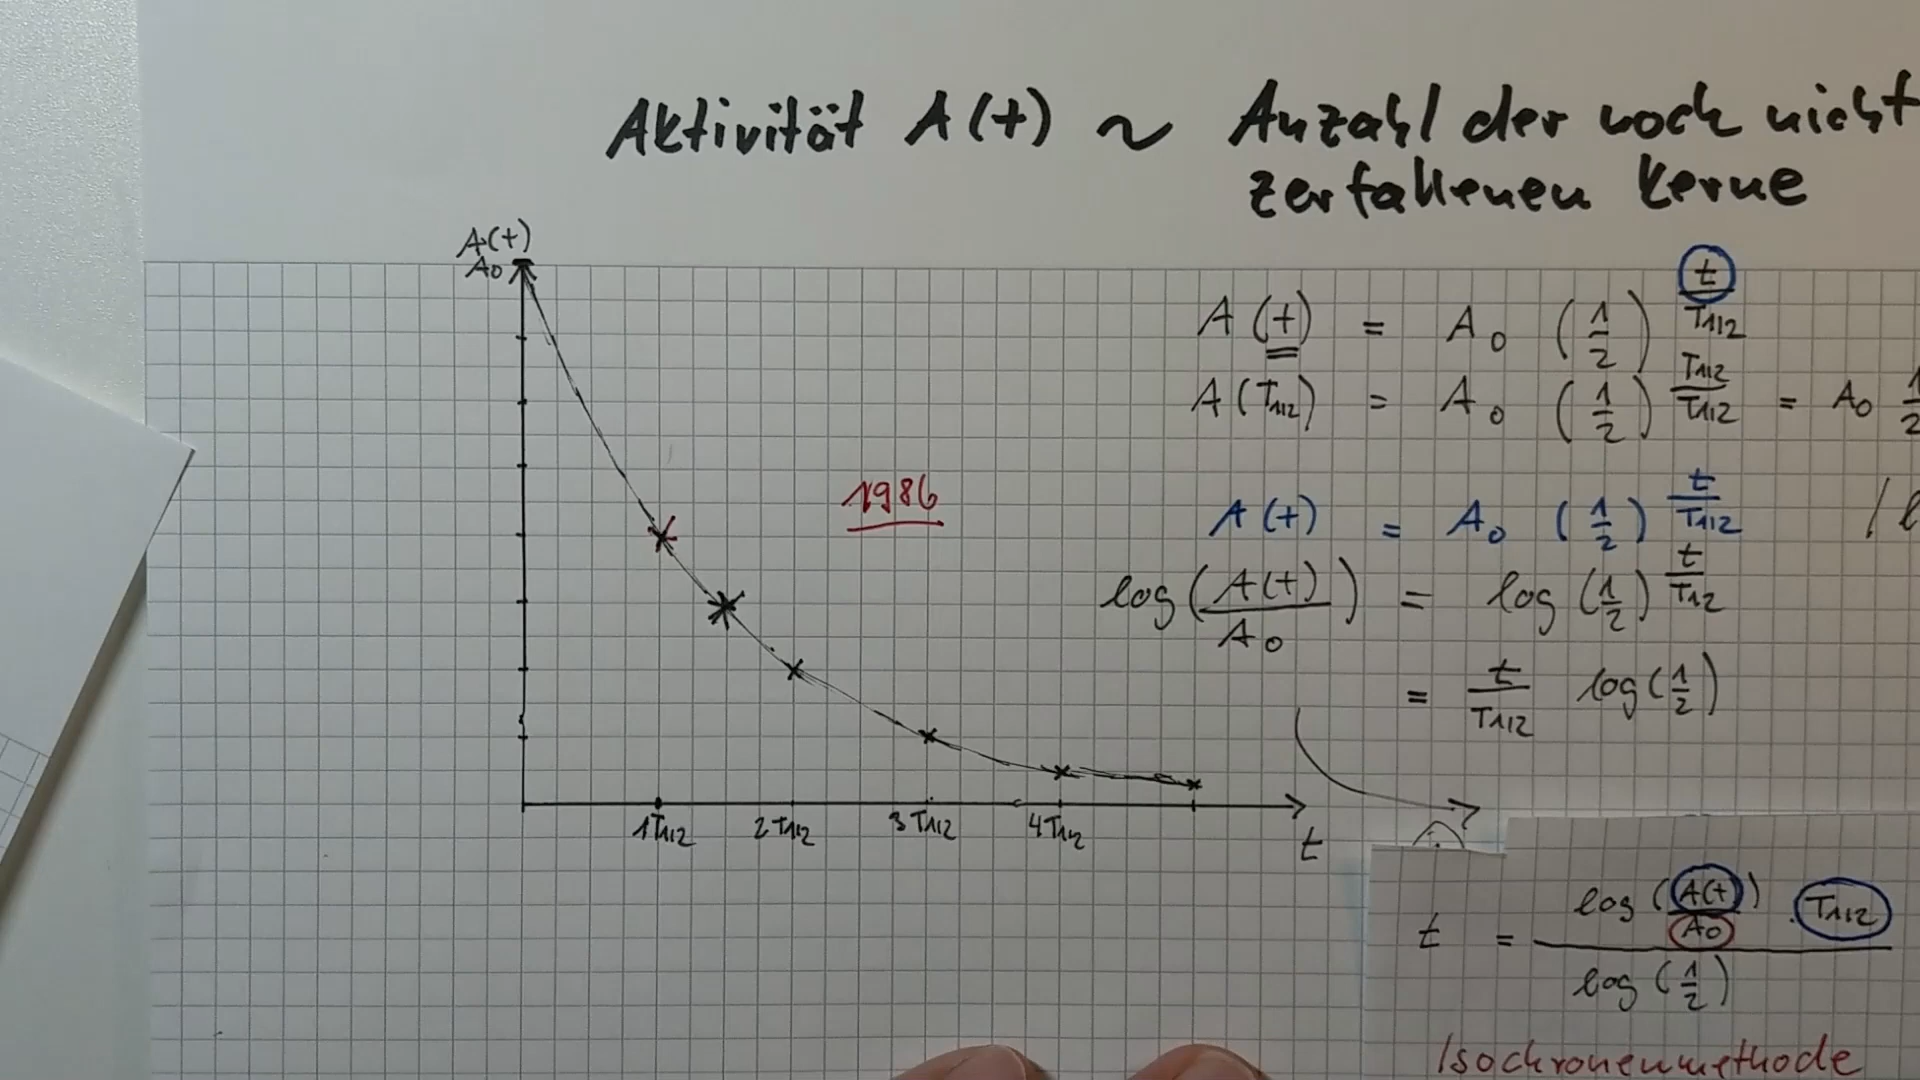 Aktivität A(t) ~ Anzahl der noch nicht
zerfallenen Kerne
A(t)
A0
A(t) = A0 (1/2)^(t/T1/2)
A(T1/2) = A0 (1/2)^(T1/2/T1/2) = A0 1/2
1986
A(t) = A0 (1/2)^(t/T1/2)
log(A(t)/A0) = log(1/2)^(t/T1/2)
= t/T1/2 log(1/2)
1T1/2 2T1/2 3T1/2 4T1/2
t
t = log(A(t)/A0) · T1/2 / log(1/2)
Isochronenmethode